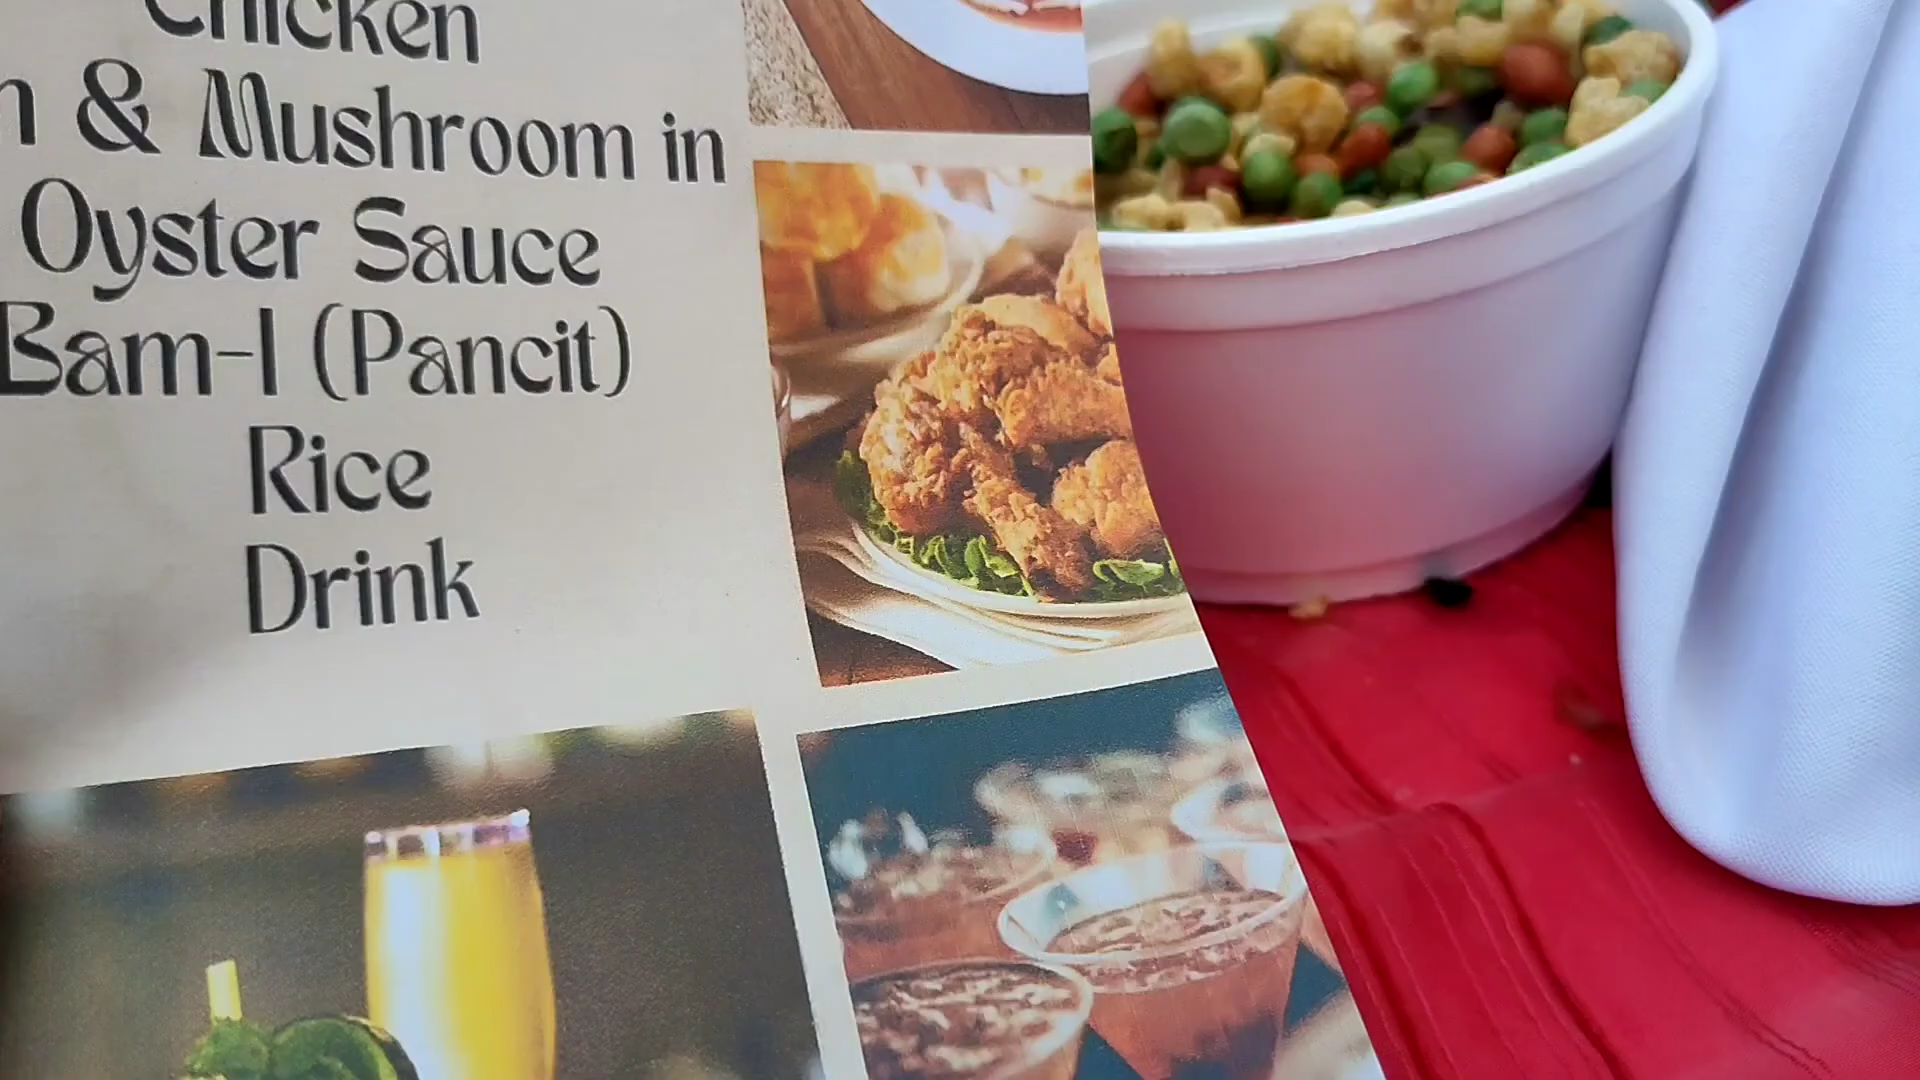 Chicken
& Mushroom in
Oyster Sauce
Bam-I (Pancit)
Rice
Drink